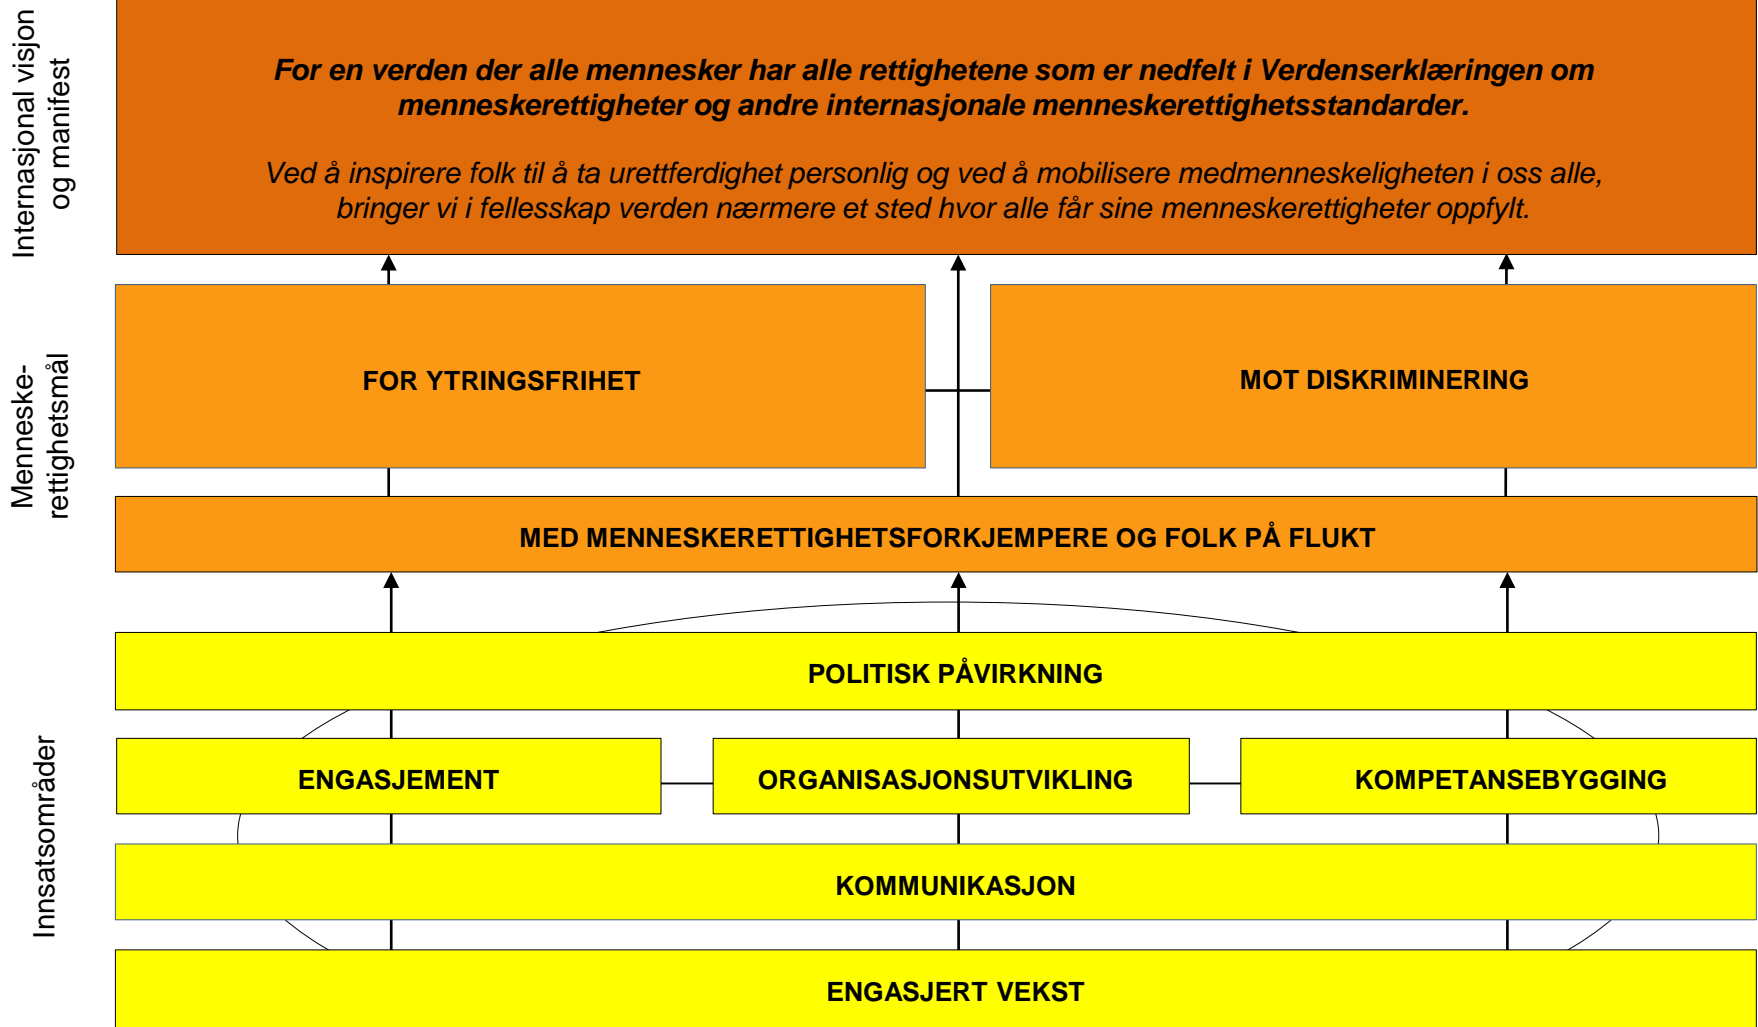 Internasjonal visjon
og manifest
For en verden der alle mennesker har alle rettighetene som er nedfelt i Verdenserklæringen om
menneskerettigheter og andre internasjonale menneskerettighetsstandarder.
Ved å inspirere folk til å ta urettferdighet personlig og ved å mobilisere medmenneskeligheten i oss alle,
bringer vi i fellesskap verden nærmere et sted hvor alle får sine menneskerettigheter oppfylt.
Menneske-
rettighetsmål
FOR YTRINGSFRIHET
MOT DISKRIMINERING
MED MENNESKERETTIGHETSFORKJEMPERE OG FOLK PÅ FLUKT
Innsatsområder
POLITISK PÅVIRKNING
ENGASJEMENT
ORGANISASJONSUTVIKLING
KOMPETANSEBYGGING
KOMMUNIKASJON
ENGASJERT VEKST